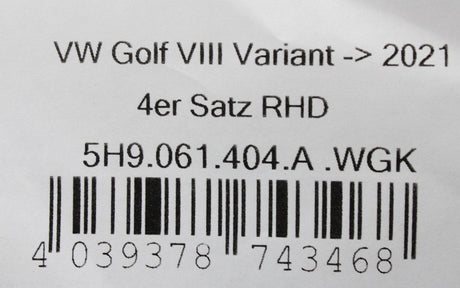 VW Golf VIII Variant -> 2021
4er Satz RHD
5H9.061.404.A .WGK
4 039378 743468